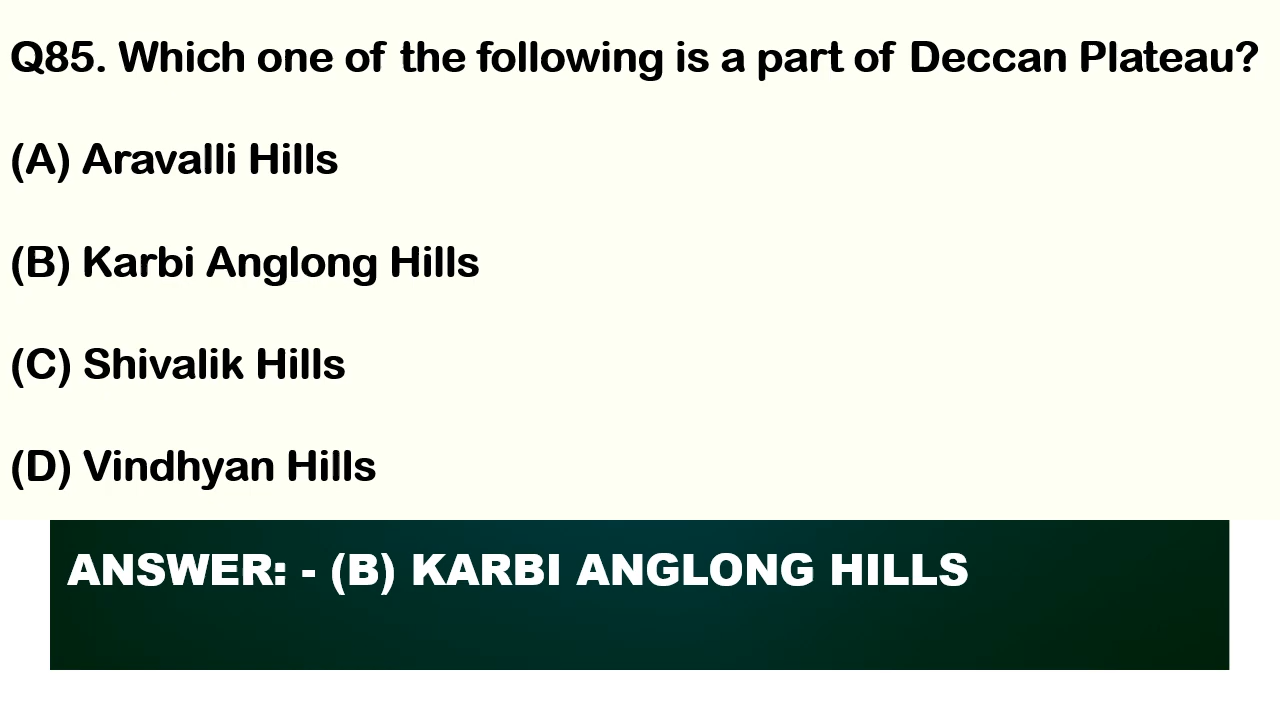 Q85. Which one of the following is a part of Deccan Plateau?
(A) Aravalli Hills
(B) Karbi Anglong Hills
(C) Shivalik Hills
(D) Vindhyan Hills
ANSWER: - (B) KARBI ANGLONG HILLS